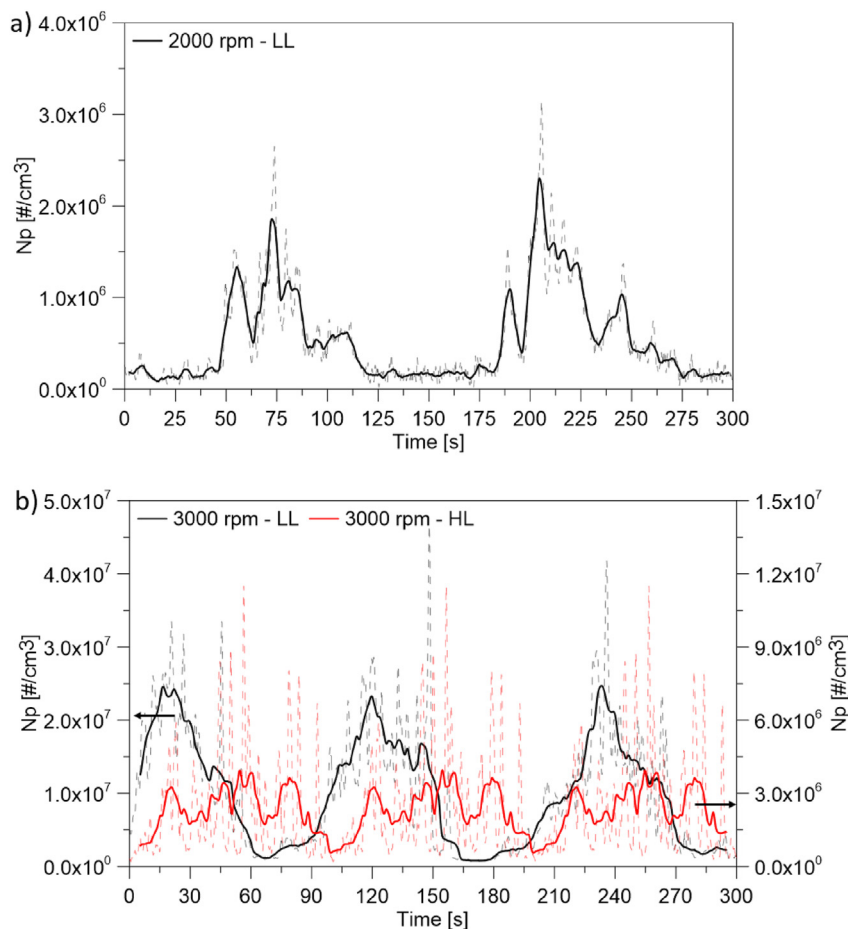 a)
4.0x10⁶
2000 rpm - LL
3.0x10⁶
2.0x10⁶
1.0x10⁶
0.0x10⁰
Np [#/cm3]
0 25 50 75 100 125 150 175 200 225 250 275 300
Time [s]
b)
5.0x10⁷ 1.5x10⁷
3000 rpm - LL 3000 rpm - HL
4.0x10⁷ 1.2x10⁷
3.0x10⁷ 9.0x10⁶
2.0x10⁷ 6.0x10⁶
1.0x10⁷ 3.0x10⁶
0.0x10⁰ 0.0x10⁰
Np [#/cm3] Np [#/cm3]
0 30 60 90 120 150 180 210 240 270 300
Time [s]